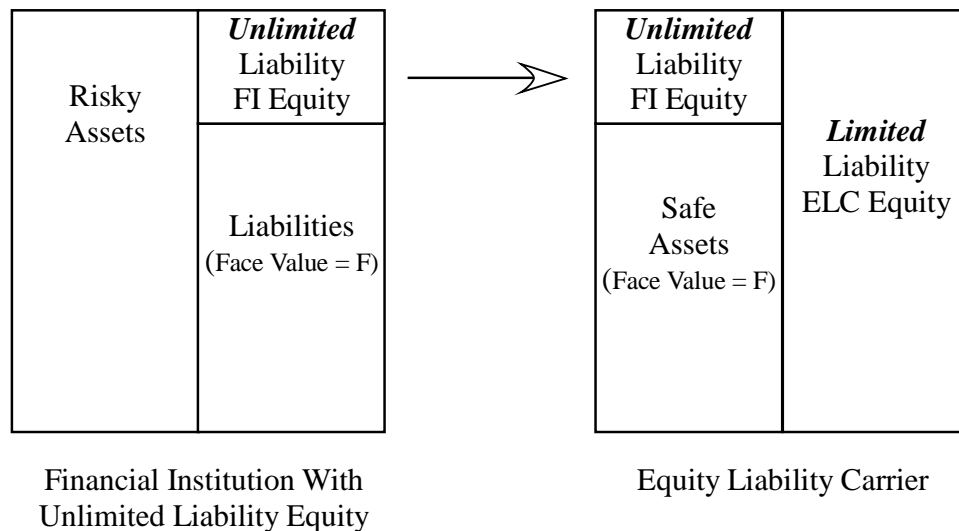 Risky
Assets
Unlimited
Liability
FI Equity
Liabilities
(Face Value = F)
Financial Institution With
Unlimited Liability Equity
Unlimited
Liability
FI Equity
Safe
Assets
(Face Value = F)
Limited
Liability
ELC Equity
Equity Liability Carrier